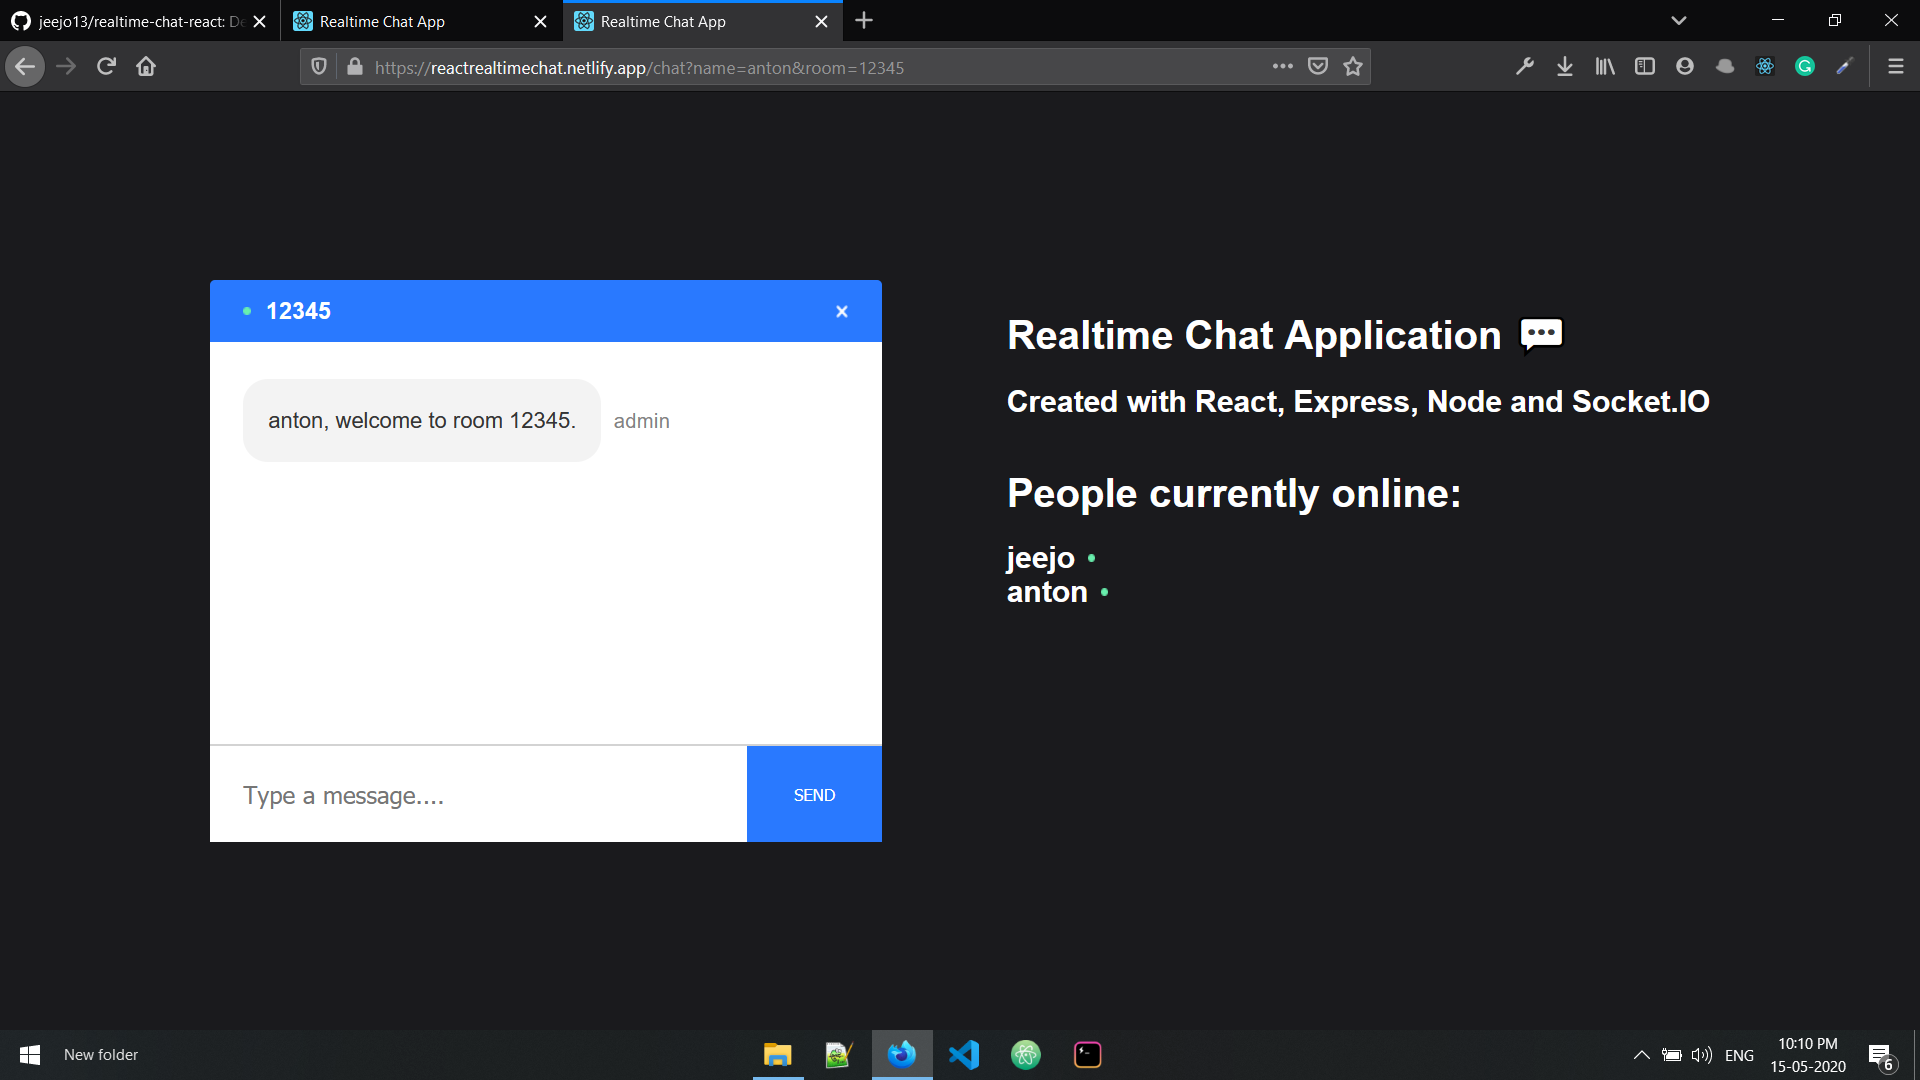 jeejo13/realtime-chat-react: De
Realtime Chat App
Realtime Chat App
https://reactrealtimechat.netlify.app/chat?name=anton&room=12345
12345
anton, welcome to room 12345.
admin
Type a message....
SEND
Realtime Chat Application
Created with React, Express, Node and Socket.IO
People currently online:
jeejo
anton
New folder
ENG
10:10 PM
15-05-2020
6